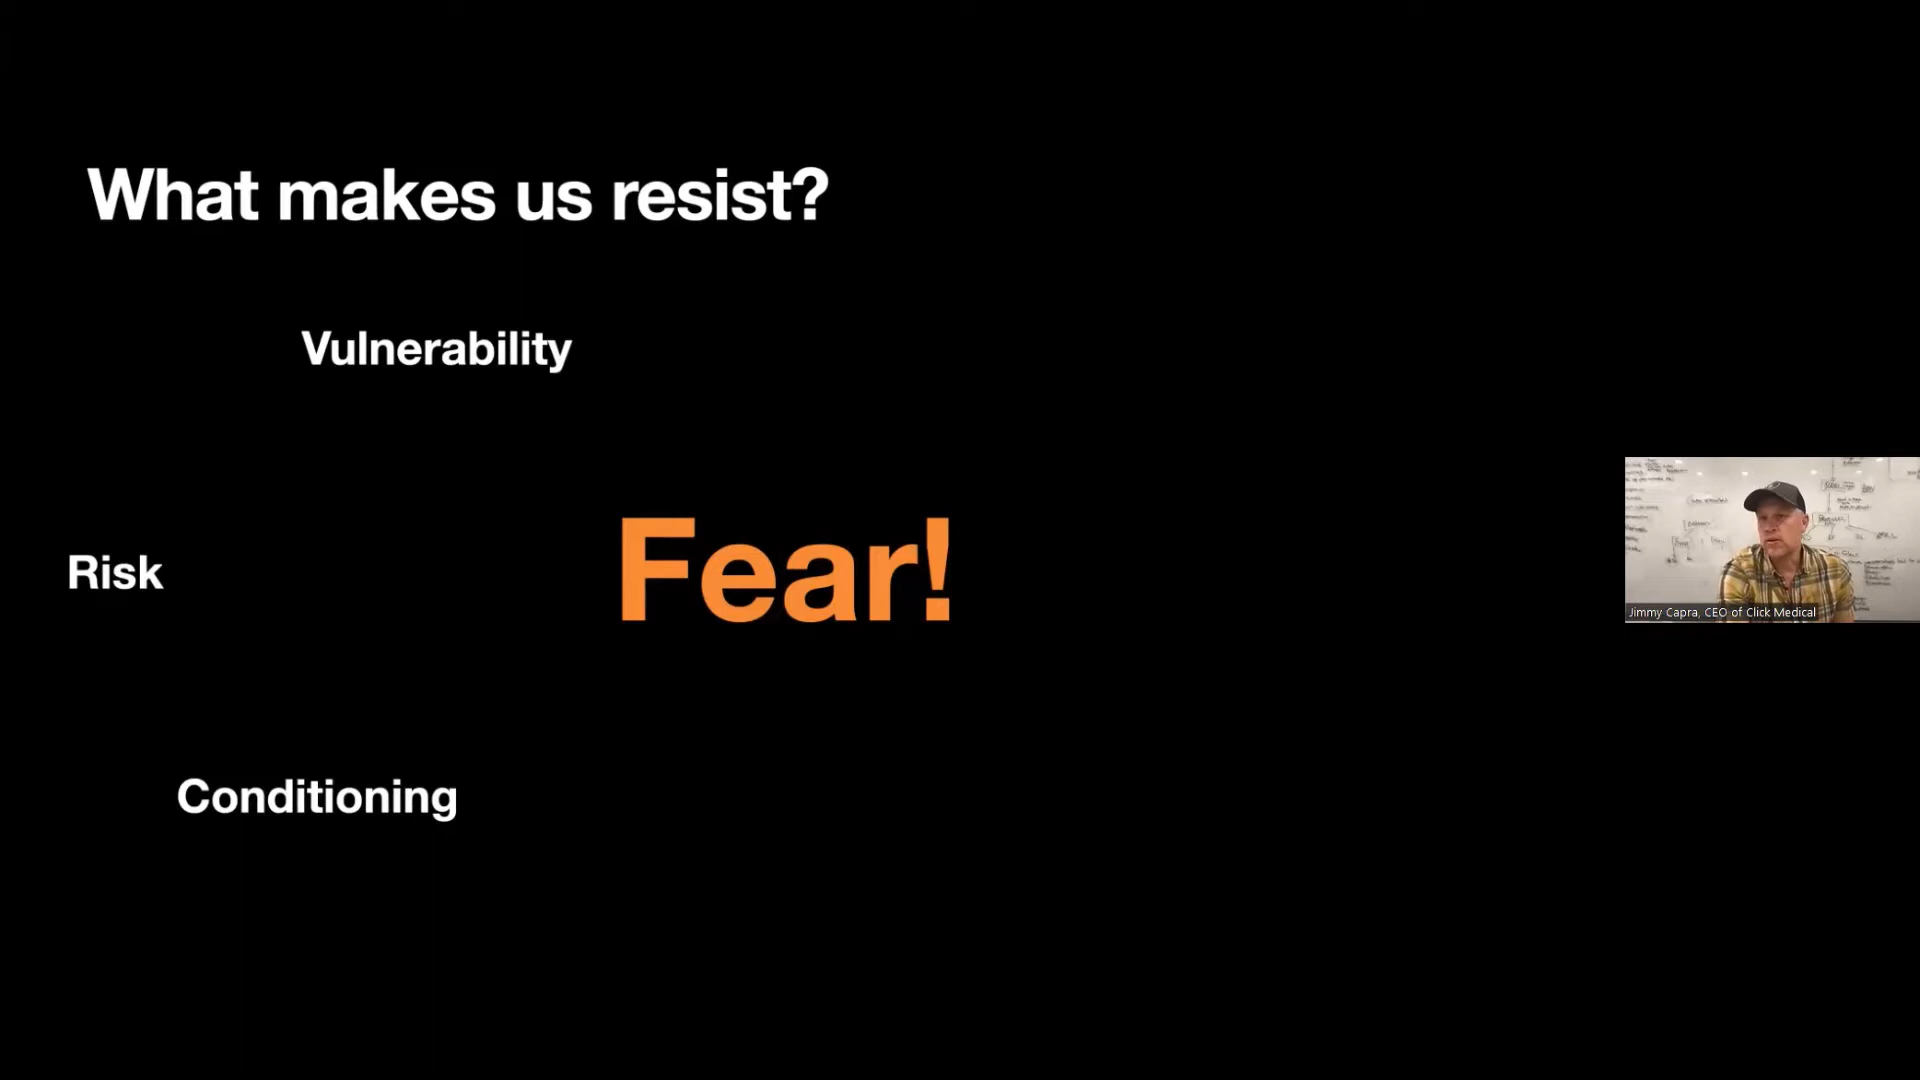 What makes us resist?
Vulnerability
Risk
Fear!
Conditioning
Jimmy Capra, CEO of Click Medical